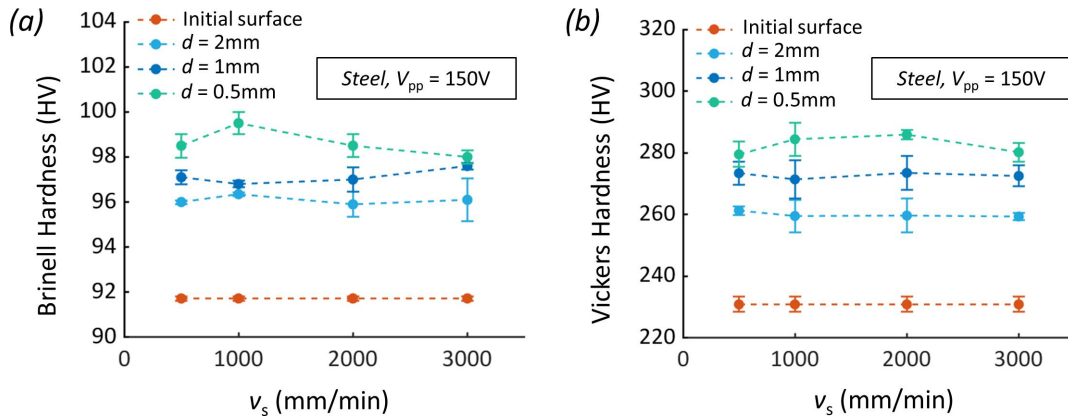 (a)
Brinell Hardness (HV)
104
102
100
98
96
94
92
90
0
1000
2000
3000
vs (mm/min)
Initial surface
d = 2mm
d = 1mm
d = 0.5mm
Steel, Vpp = 150V
(b)
Vickers Hardness (HV)
320
300
280
260
240
220
0
1000
2000
3000
vs (mm/min)
Initial surface
d = 2mm
d = 1mm
d = 0.5mm
Steel, Vpp = 150V